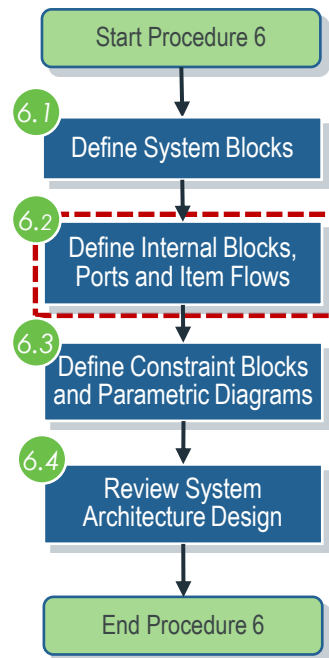 Start Procedure 6
6.1
Define System Blocks
6.2
Define Internal Blocks,
Ports and Item Flows
6.3
Define Constraint Blocks
and Parametric Diagrams
6.4
Review System
Architecture Design
End Procedure 6